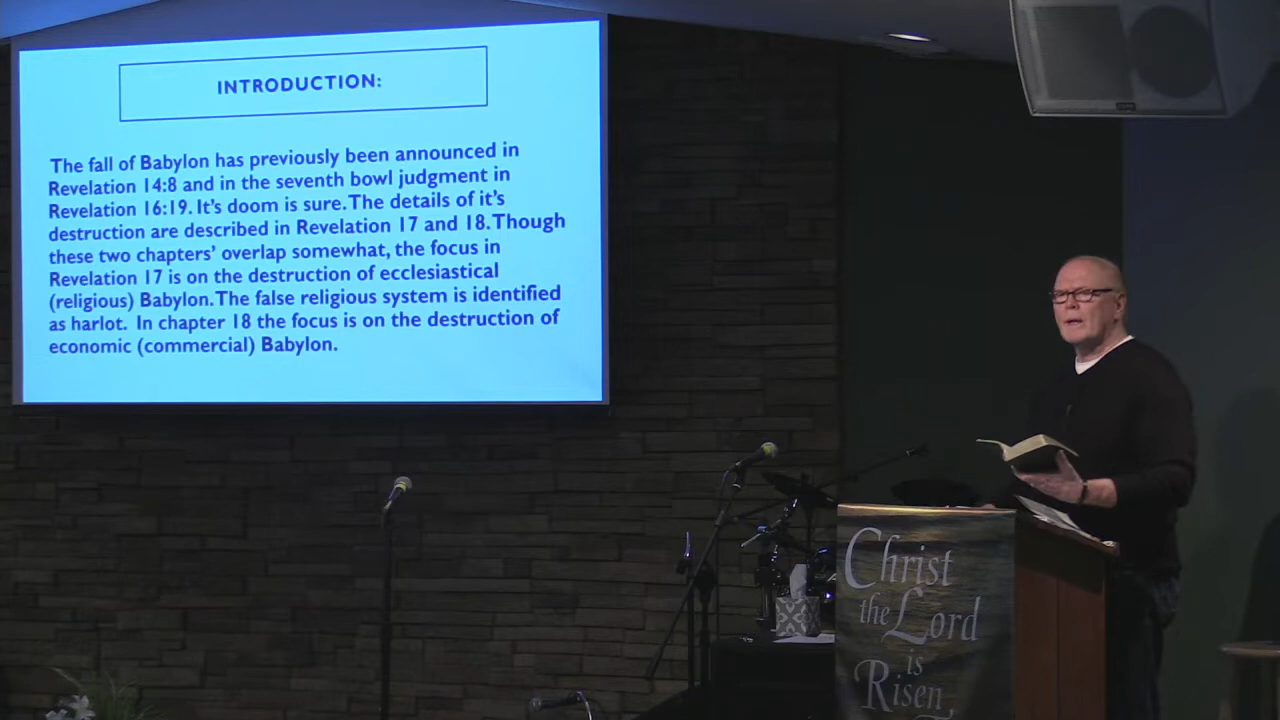 INTRODUCTION:
The fall of Babylon has previously been announced in
Revelation 14:8 and in the seventh bowl judgment in
Revelation 16:19. It's doom is sure. The details of it's
destruction are described in Revelation 17 and 18. Though
these two chapters' overlap somewhat, the focus in
Revelation 17 is on the destruction of ecclesiastical
(religious) Babylon. The false religious system is identified
as harlot. In chapter 18 the focus is on the destruction of
economic (commercial) Babylon.
Christ
the Lord
is
Risen